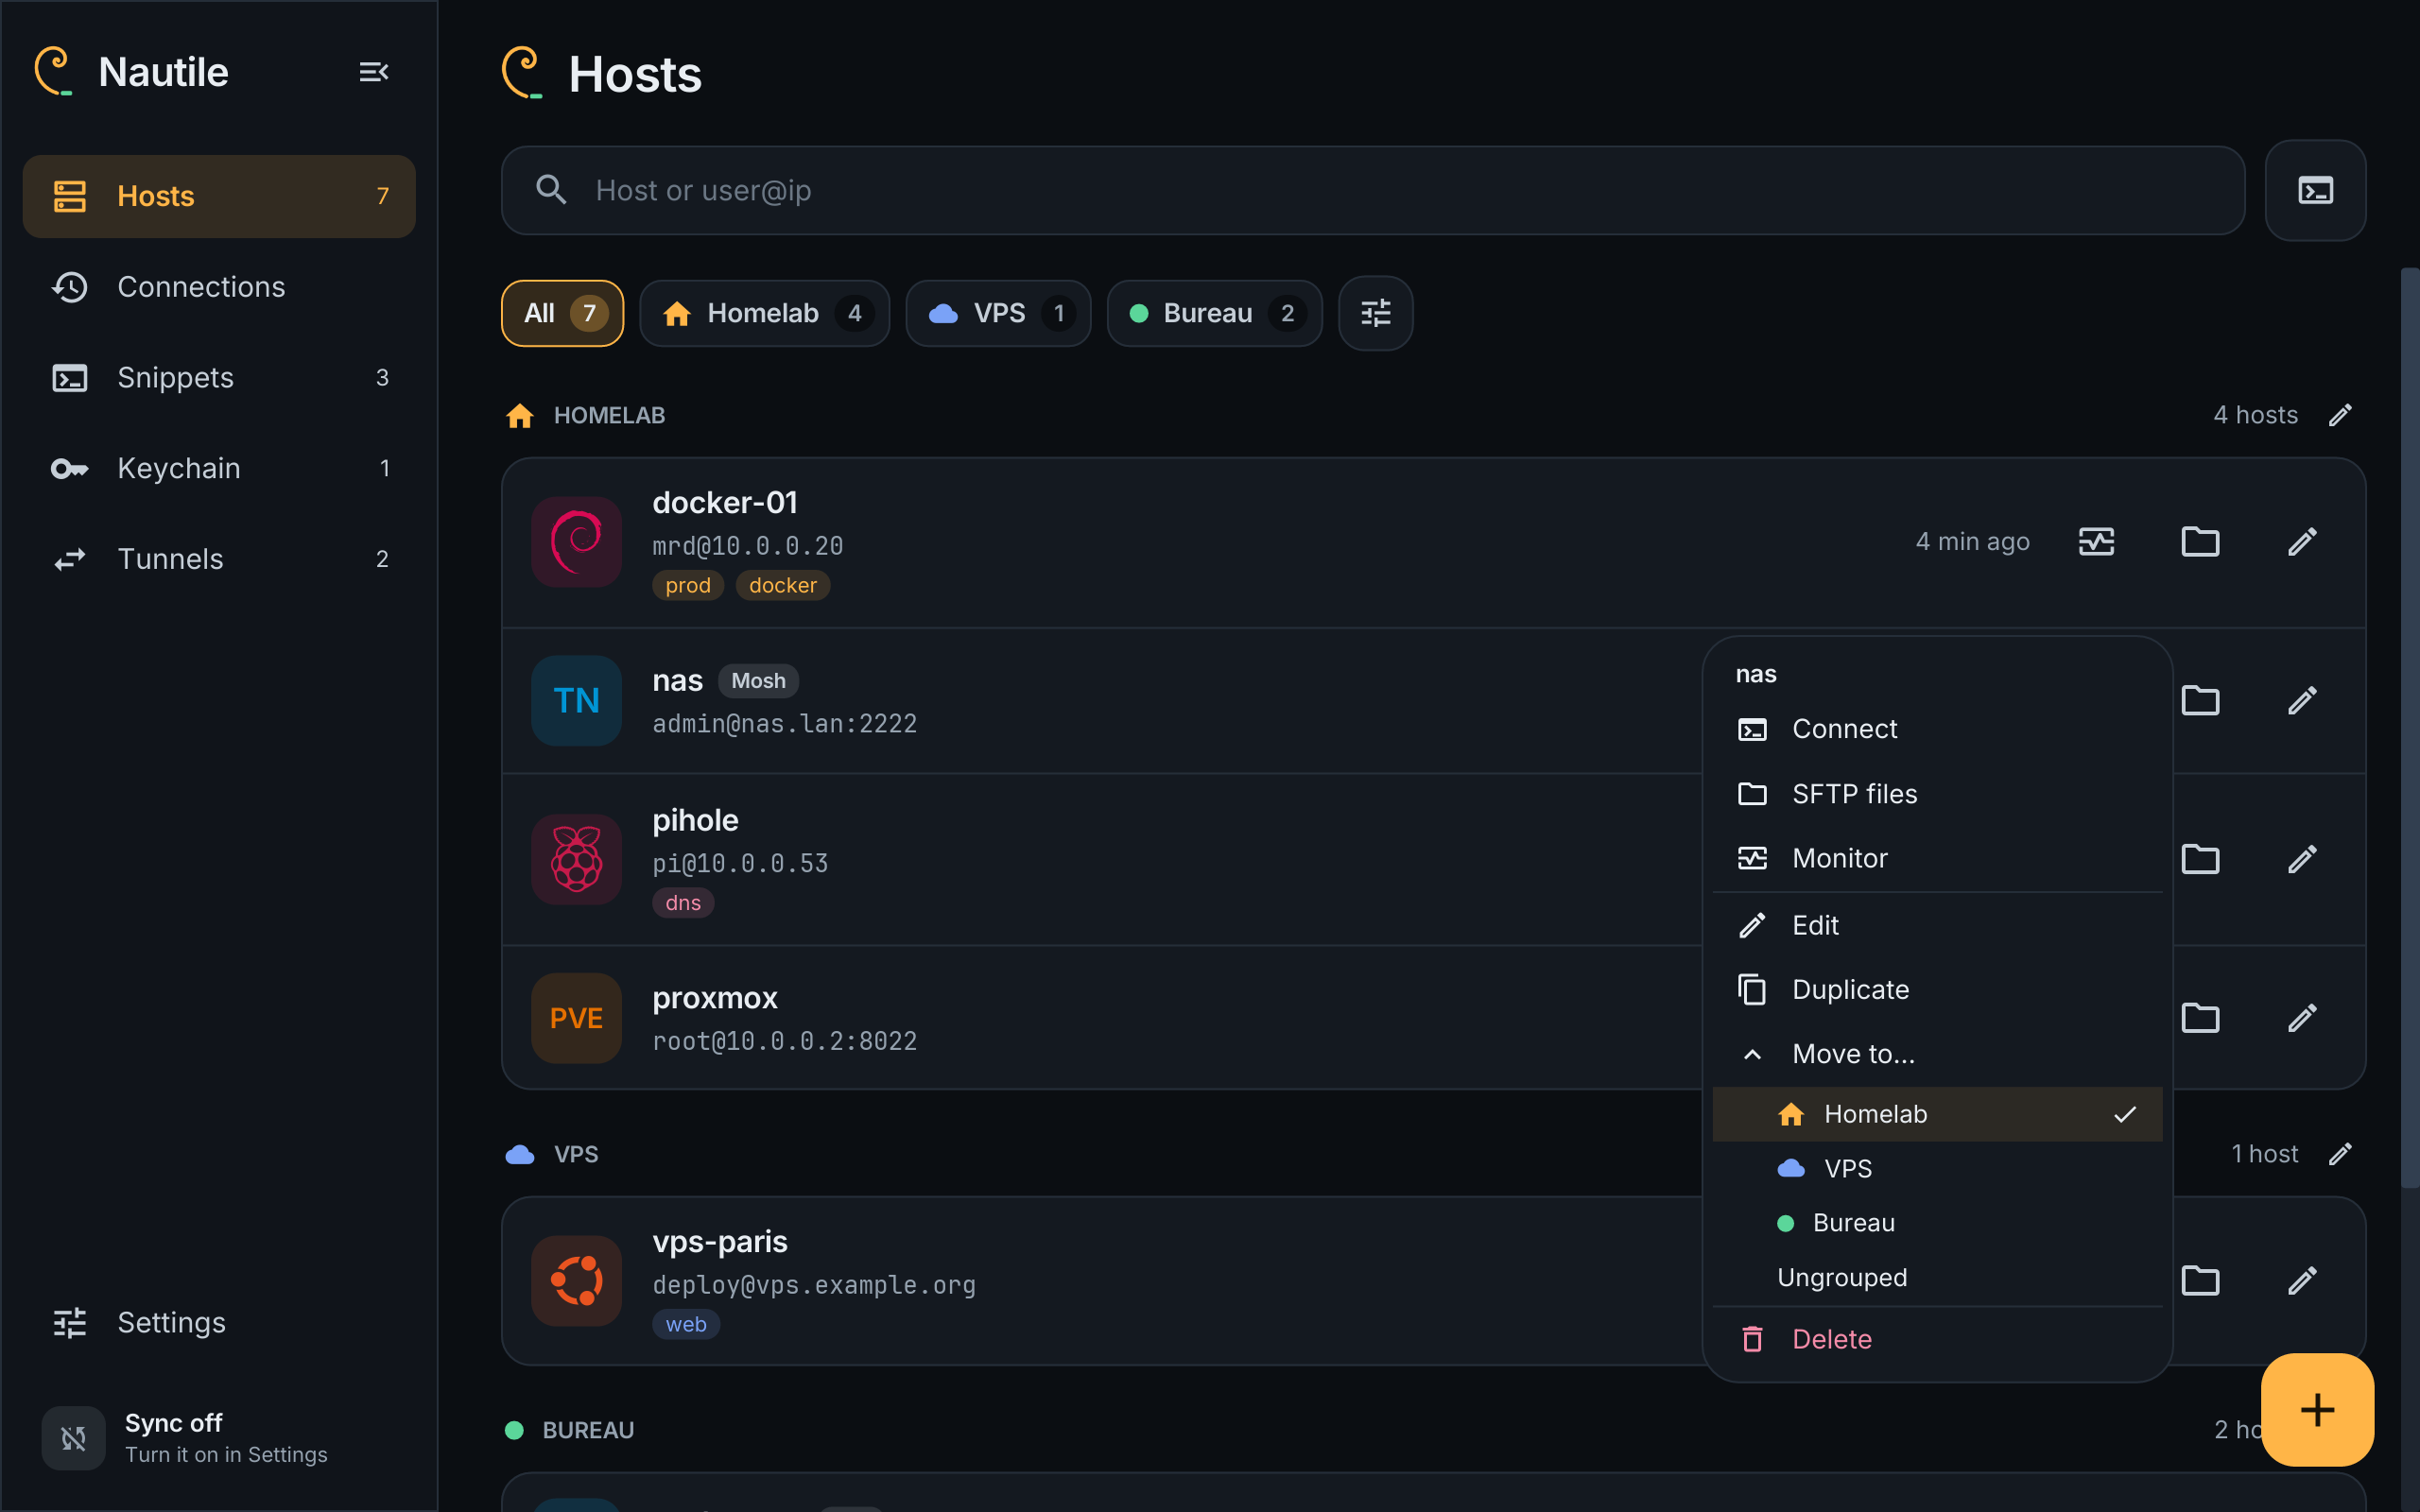 Nautile
Hosts 7
Connections
Snippets 3
Keychain 1
Tunnels 2
Settings
Sync off
Turn it on in Settings
Hosts
Host or user@ip
All 7 Homelab 4 VPS 1 Bureau 2
HOMELAB 4 hosts
docker-01
mrd@10.0.0.20 4 min ago
prod docker
nas Mosh
admin@nas.lan:2222
pihole
pi@10.0.0.53
dns
PVE proxmox
root@10.0.0.2:8022
TN
VPS 1 host
vps-paris
deploy@vps.example.org
web
BUREAU 2 ho
nas
Connect
SFTP files
Monitor
Edit
Duplicate
Move to...
Homelab
VPS
Bureau
Ungrouped
Delete